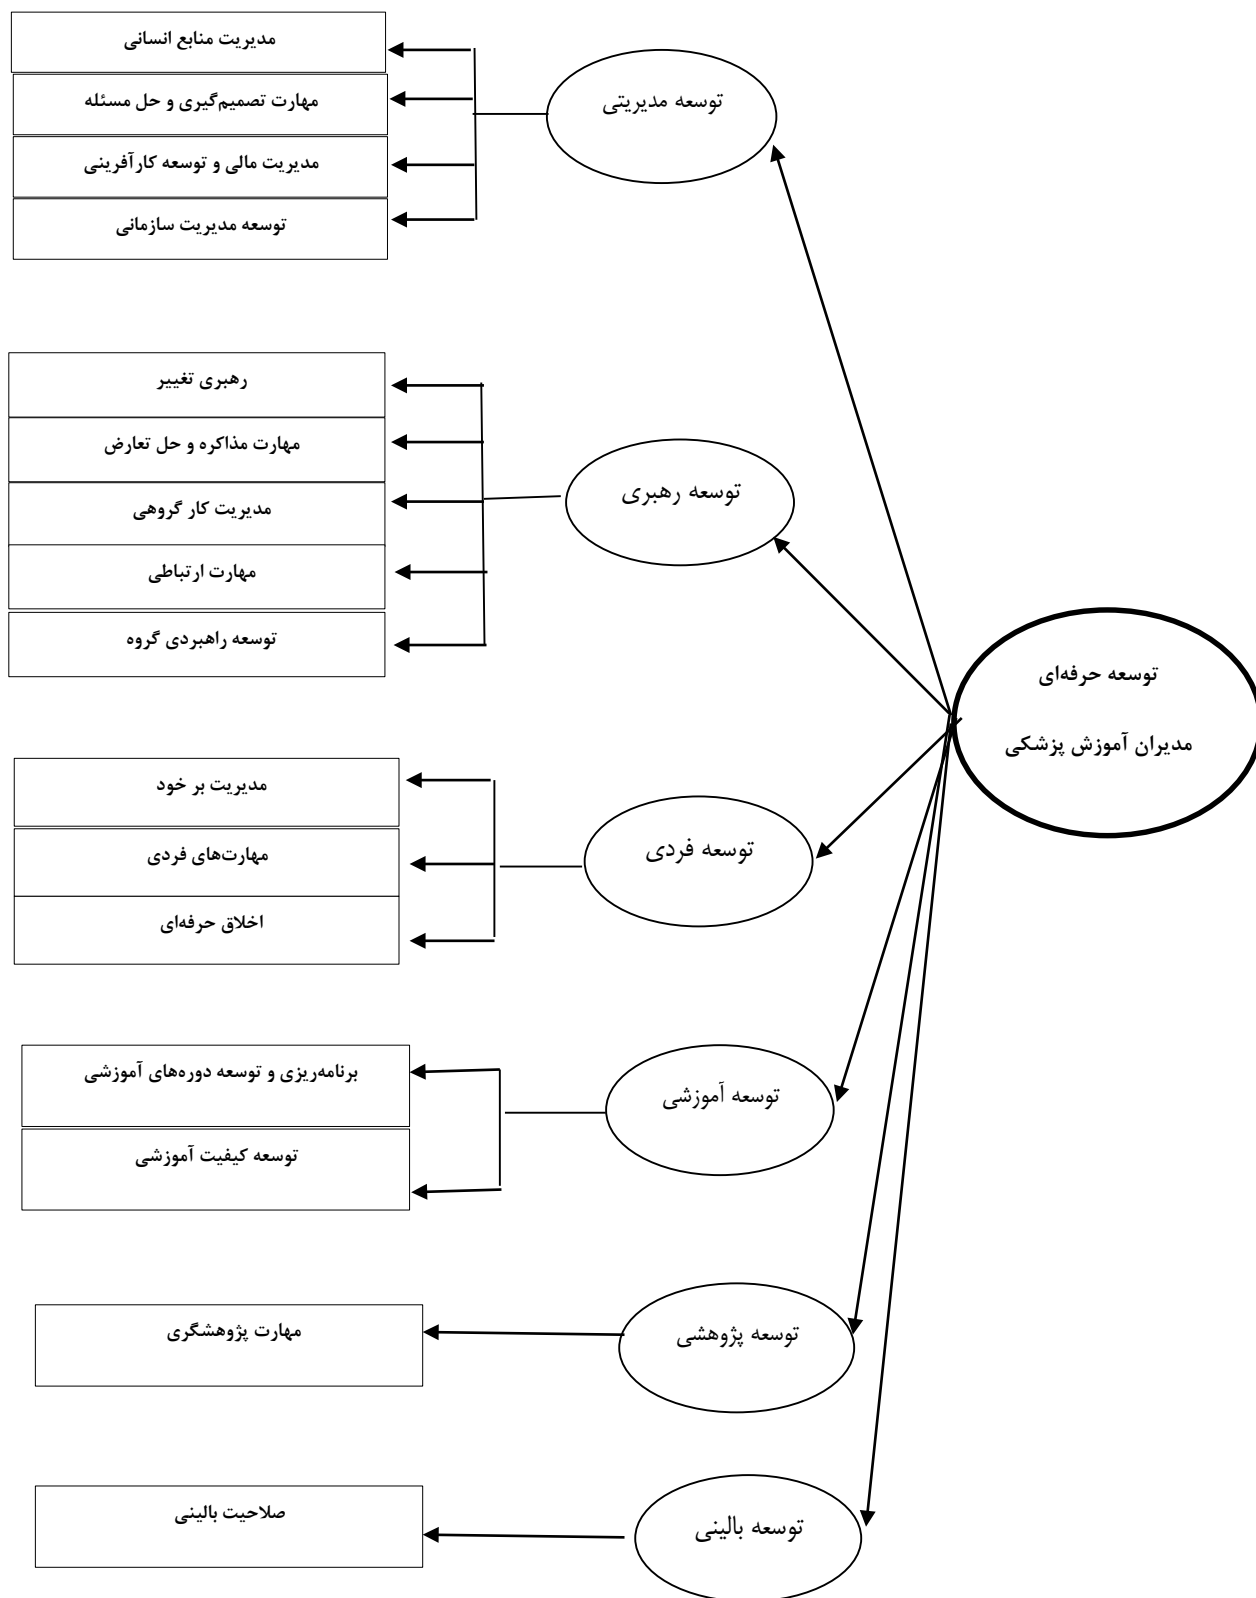 توسعه حرفه‌ای
مدیران آموزش پزشکی
توسعه مدیریتی
مدیریت منابع انسانی
مهارت تصمیم‌گیری و حل مسئله
مدیریت مالی و توسعه کارآفرینی
توسعه مدیریت سازمانی
توسعه رهبری
رهبری تغییر
مهارت مذاکره و حل تعارض
مدیریت کار گروهی
مهارت ارتباطی
توسعه راهبردی گروه
توسعه فردی
مدیریت بر خود
مهارت‌های فردی
اخلاق حرفه‌ای
توسعه آموزشی
برنامه‌ریزی و توسعه دوره‌های آموزشی
توسعه کیفیت آموزشی
توسعه پژوهشی
مهارت پژوهشگری
توسعه بالینی
صلاحیت بالینی